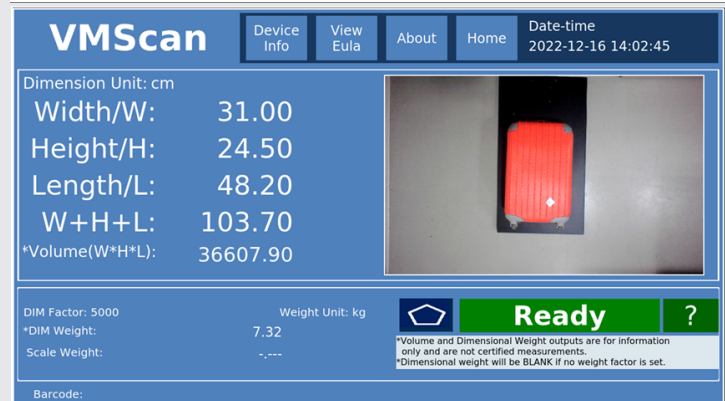 VMScan
Device Info
View Eula
About
Home
Date-time
2022-12-16 14:02:45
Dimension Unit: cm
Width/W: 31.00
Height/H: 24.50
Length/L: 48.20
W+H+L: 103.70
*Volume(W*H*L): 36607.90
DIM Factor: 5000 Weight Unit: kg
*DIM Weight: 7.32
Scale Weight: -.---
Ready
?
*Volume and Dimensional Weight outputs are for information
only and are not certified measurements.
*Dimensional weight will be BLANK if no weight factor is set.
Barcode: